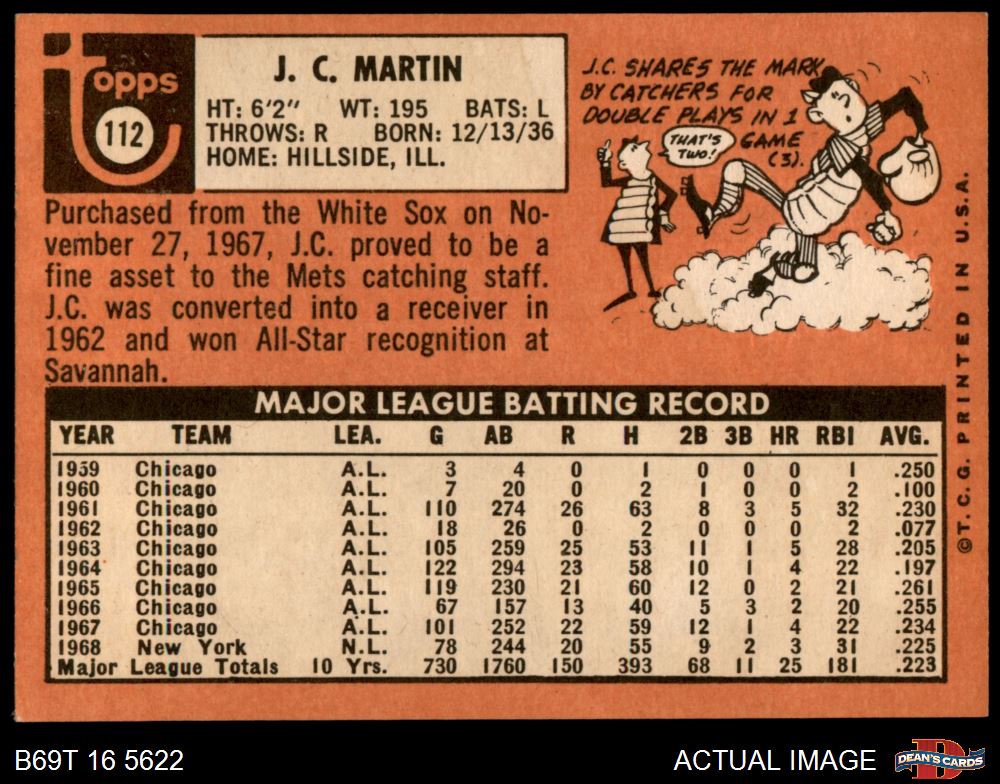 topps
112
J. C. MARTIN
HT: 6'2" WT: 195 BATS: L
THROWS: R BORN: 12/13/36
HOME: HILLSIDE, ILL.
J.C. SHARES THE MARK
BY CATCHERS FOR
DOUBLE PLAYS IN 1
GAME
(3).
THAT'S
TWO!
Purchased from the White Sox on No-
vember 27, 1967, J.C. proved to be a
fine asset to the Mets catching staff.
J.C. was converted into a receiver in
1962 and won All-Star recognition at
Savannah.
MAJOR LEAGUE BATTING RECORD
YEAR TEAM LEA. G AB R H 2B 3B HR RBI AVG.
1959 Chicago A.L. 3 4 0 1 0 0 0 1 .250
1960 Chicago A.L. 7 20 0 2 1 0 0 2 .100
1961 Chicago A.L. 110 274 26 63 8 3 5 32 .230
1962 Chicago A.L. 18 26 0 2 0 0 0 2 .077
1963 Chicago A.L. 105 259 25 53 11 1 5 28 .205
1964 Chicago A.L. 122 294 23 58 10 1 4 22 .197
1965 Chicago A.L. 119 230 21 60 12 0 2 21 .261
1966 Chicago A.L. 67 157 13 40 5 3 2 20 .255
1967 Chicago A.L. 101 252 22 59 12 1 4 22 .234
1968 New York N.L. 78 244 20 55 9 2 3 31 .225
Major League Totals 10 Yrs. 730 1760 150 393 68 11 25 181 .223
©T.C.G. PRINTED IN U.S.A.
B69T 16 5622
ACTUAL IMAGE
D
DEAN'S CARDS